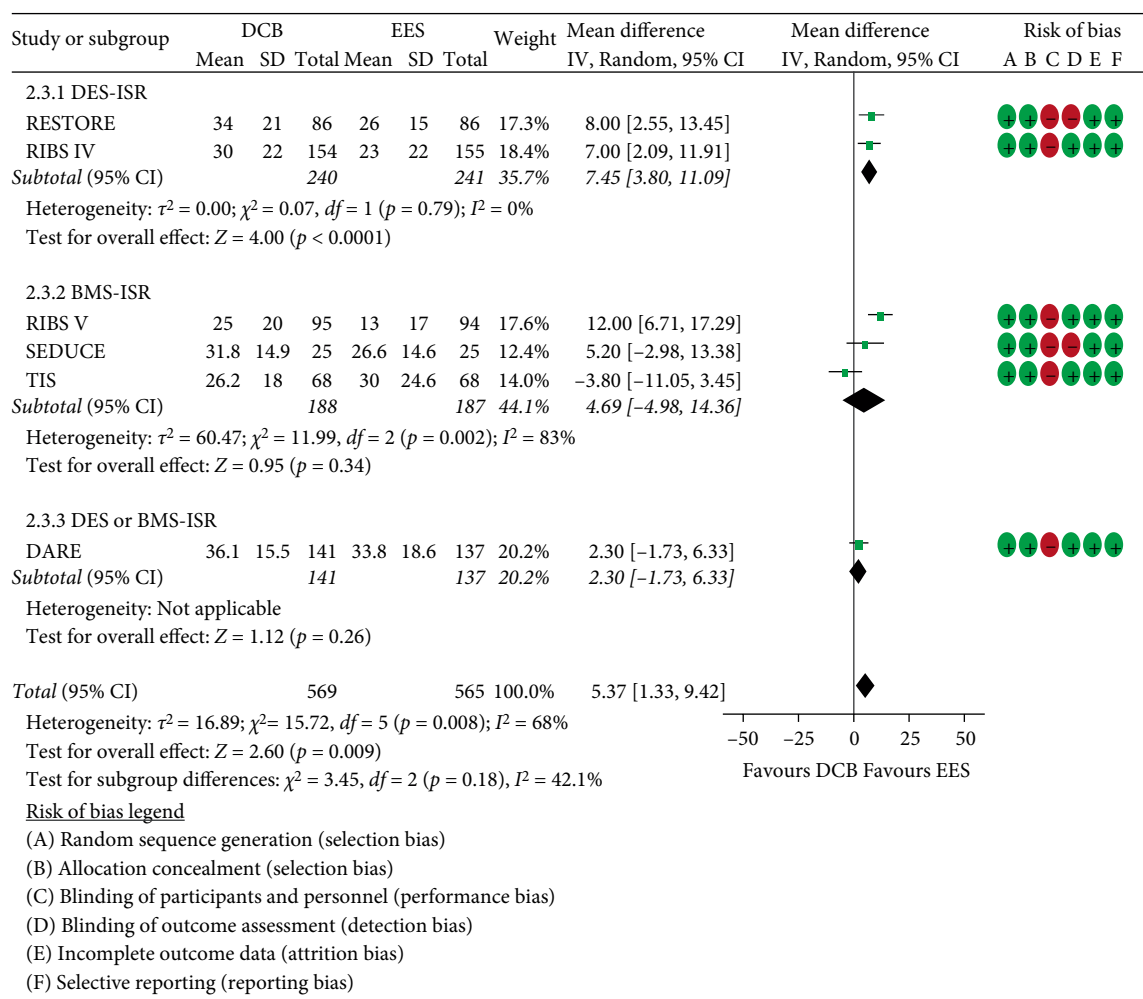 Study or subgroup DCB EES Weight Mean difference Mean difference Risk of bias
Mean SD Total Mean SD Total IV, Random, 95% CI IV, Random, 95% CI A B C D E F
2.3.1 DES-ISR
RESTORE 34 21 86 26 15 86 17.3% 8.00 [2.55, 13.45] + + − − + +
RIBS IV 30 22 154 23 22 155 18.4% 7.00 [2.09, 11.91] + + − + + +
Subtotal (95% CI) 240 241 35.7% 7.45 [3.80, 11.09]
Heterogeneity: τ² = 0.00; χ² = 0.07, df = 1 (p = 0.79); I² = 0%
Test for overall effect: Z = 4.00 (p < 0.0001)
2.3.2 BMS-ISR
RIBS V 25 20 95 13 17 94 17.6% 12.00 [6.71, 17.29] + + − + + +
SEDUCE 31.8 14.9 25 26.6 14.6 25 12.4% 5.20 [−2.98, 13.38] + + − − + +
TIS 26.2 18 68 30 24.6 68 14.0% −3.80 [−11.05, 3.45] + + − + + +
Subtotal (95% CI) 188 187 44.1% 4.69 [−4.98, 14.36]
Heterogeneity: τ² = 60.47; χ² = 11.99, df = 2 (p = 0.002); I² = 83%
Test for overall effect: Z = 0.95 (p = 0.34)
2.3.3 DES or BMS-ISR
DARE 36.1 15.5 141 33.8 18.6 137 20.2% 2.30 [−1.73, 6.33] + + − + + +
Subtotal (95% CI) 141 137 20.2% 2.30 [−1.73, 6.33]
Heterogeneity: Not applicable
Test for overall effect: Z = 1.12 (p = 0.26)
Total (95% CI) 569 565 100.0% 5.37 [1.33, 9.42]
Heterogeneity: τ² = 16.89; χ²= 15.72, df = 5 (p = 0.008); I² = 68%
Test for overall effect: Z = 2.60 (p = 0.009)
Test for subgroup differences: χ² = 3.45, df = 2 (p = 0.18), I² = 42.1%
−50 −25 0 25 50
Favours DCB Favours EES
Risk of bias legend
(A) Random sequence generation (selection bias)
(B) Allocation concealment (selection bias)
(C) Blinding of participants and personnel (performance bias)
(D) Blinding of outcome assessment (detection bias)
(E) Incomplete outcome data (attrition bias)
(F) Selective reporting (reporting bias)